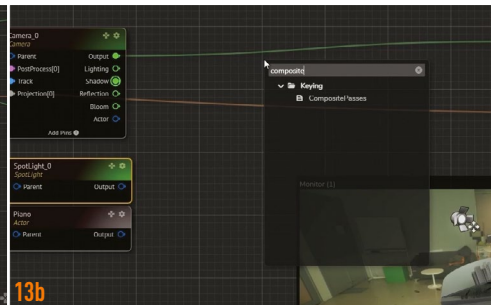 Camera_0
Camera
Parent Output
PostProcess[0] Lighting
Track Shadow
Projection[0] Reflection
Bloom
Actor
Add Pins
SpotLight_0
SpotLight
Parent Output
Piano
Actor
Parent Output
composite
Keying
CompositePasses
Monitor (1)
13b